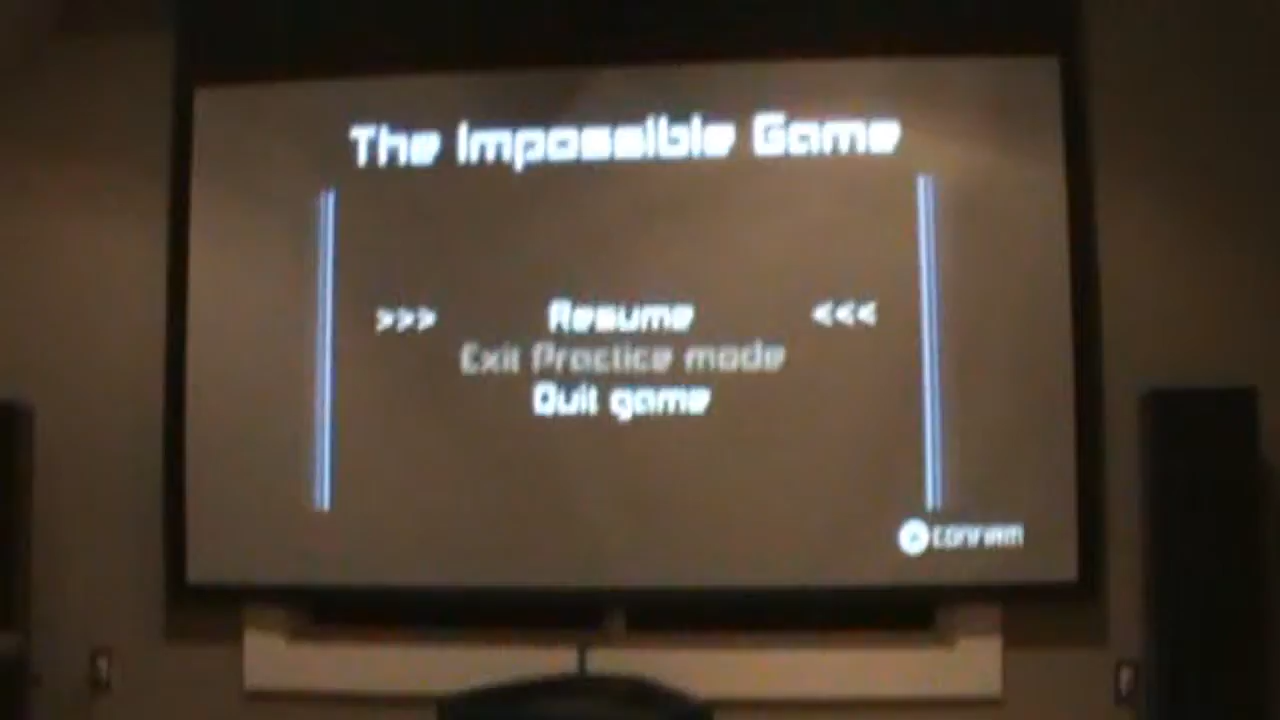 The Impossible Game
>>> Resume <<<
Exit Practice mode
Quit game
CONFIRM